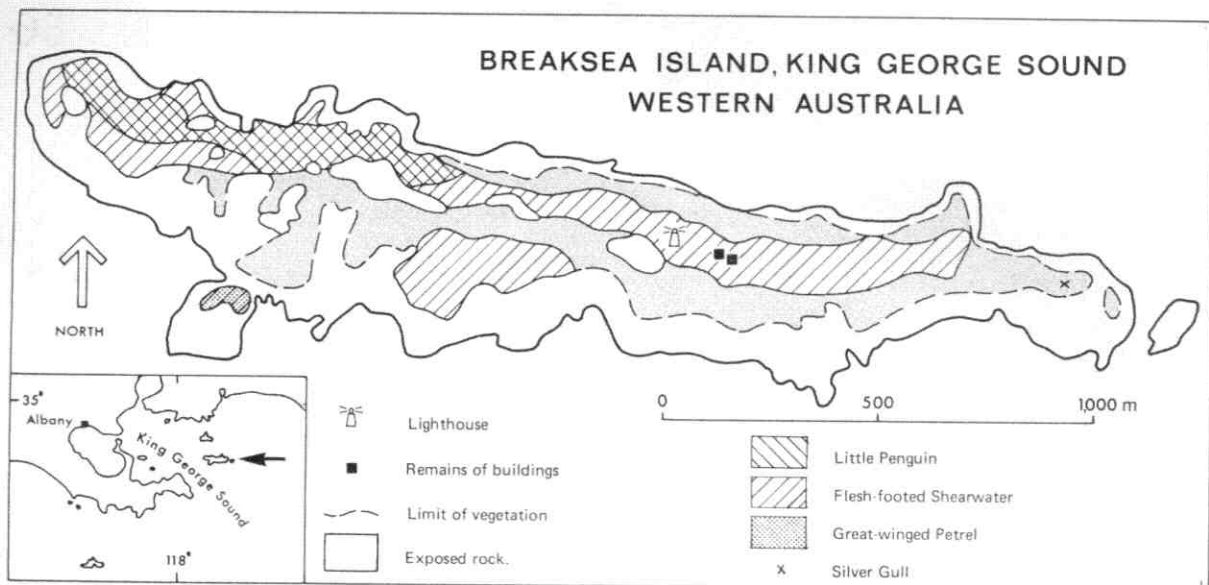 BREAKSEA ISLAND, KING GEORGE SOUND
WESTERN AUSTRALIA
NORTH
35°
Albany
King George Sound
118°
Lighthouse
Remains of buildings
Limit of vegetation
Exposed rock.
0 500 1,000 m
Little Penguin
Flesh-footed Shearwater
Great-winged Petrel
x Silver Gull